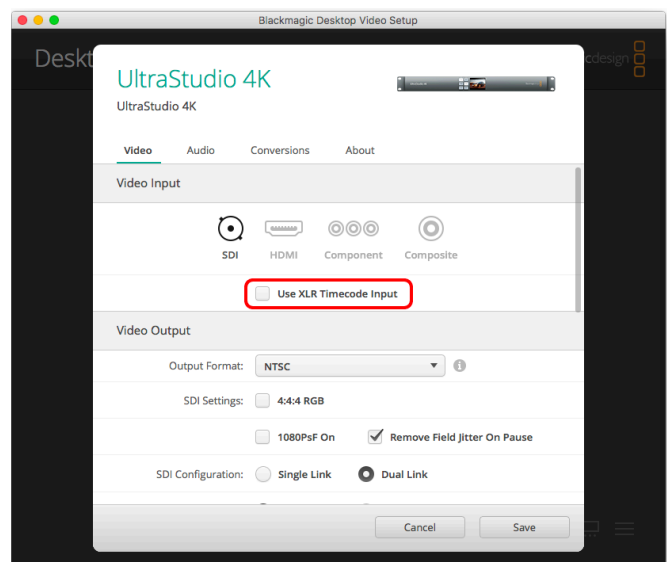 Blackmagic Desktop Video Setup
Deskt
cdesign
UltraStudio 4K
UltraStudio 4K
Video Audio Conversions About
Video Input
SDI HDMI Component Composite
Use XLR Timecode Input
Video Output
Output Format: NTSC
SDI Settings: 4:4:4 RGB
1080PsF On Remove Field Jitter On Pause
SDI Configuration: Single Link Dual Link
Cancel Save